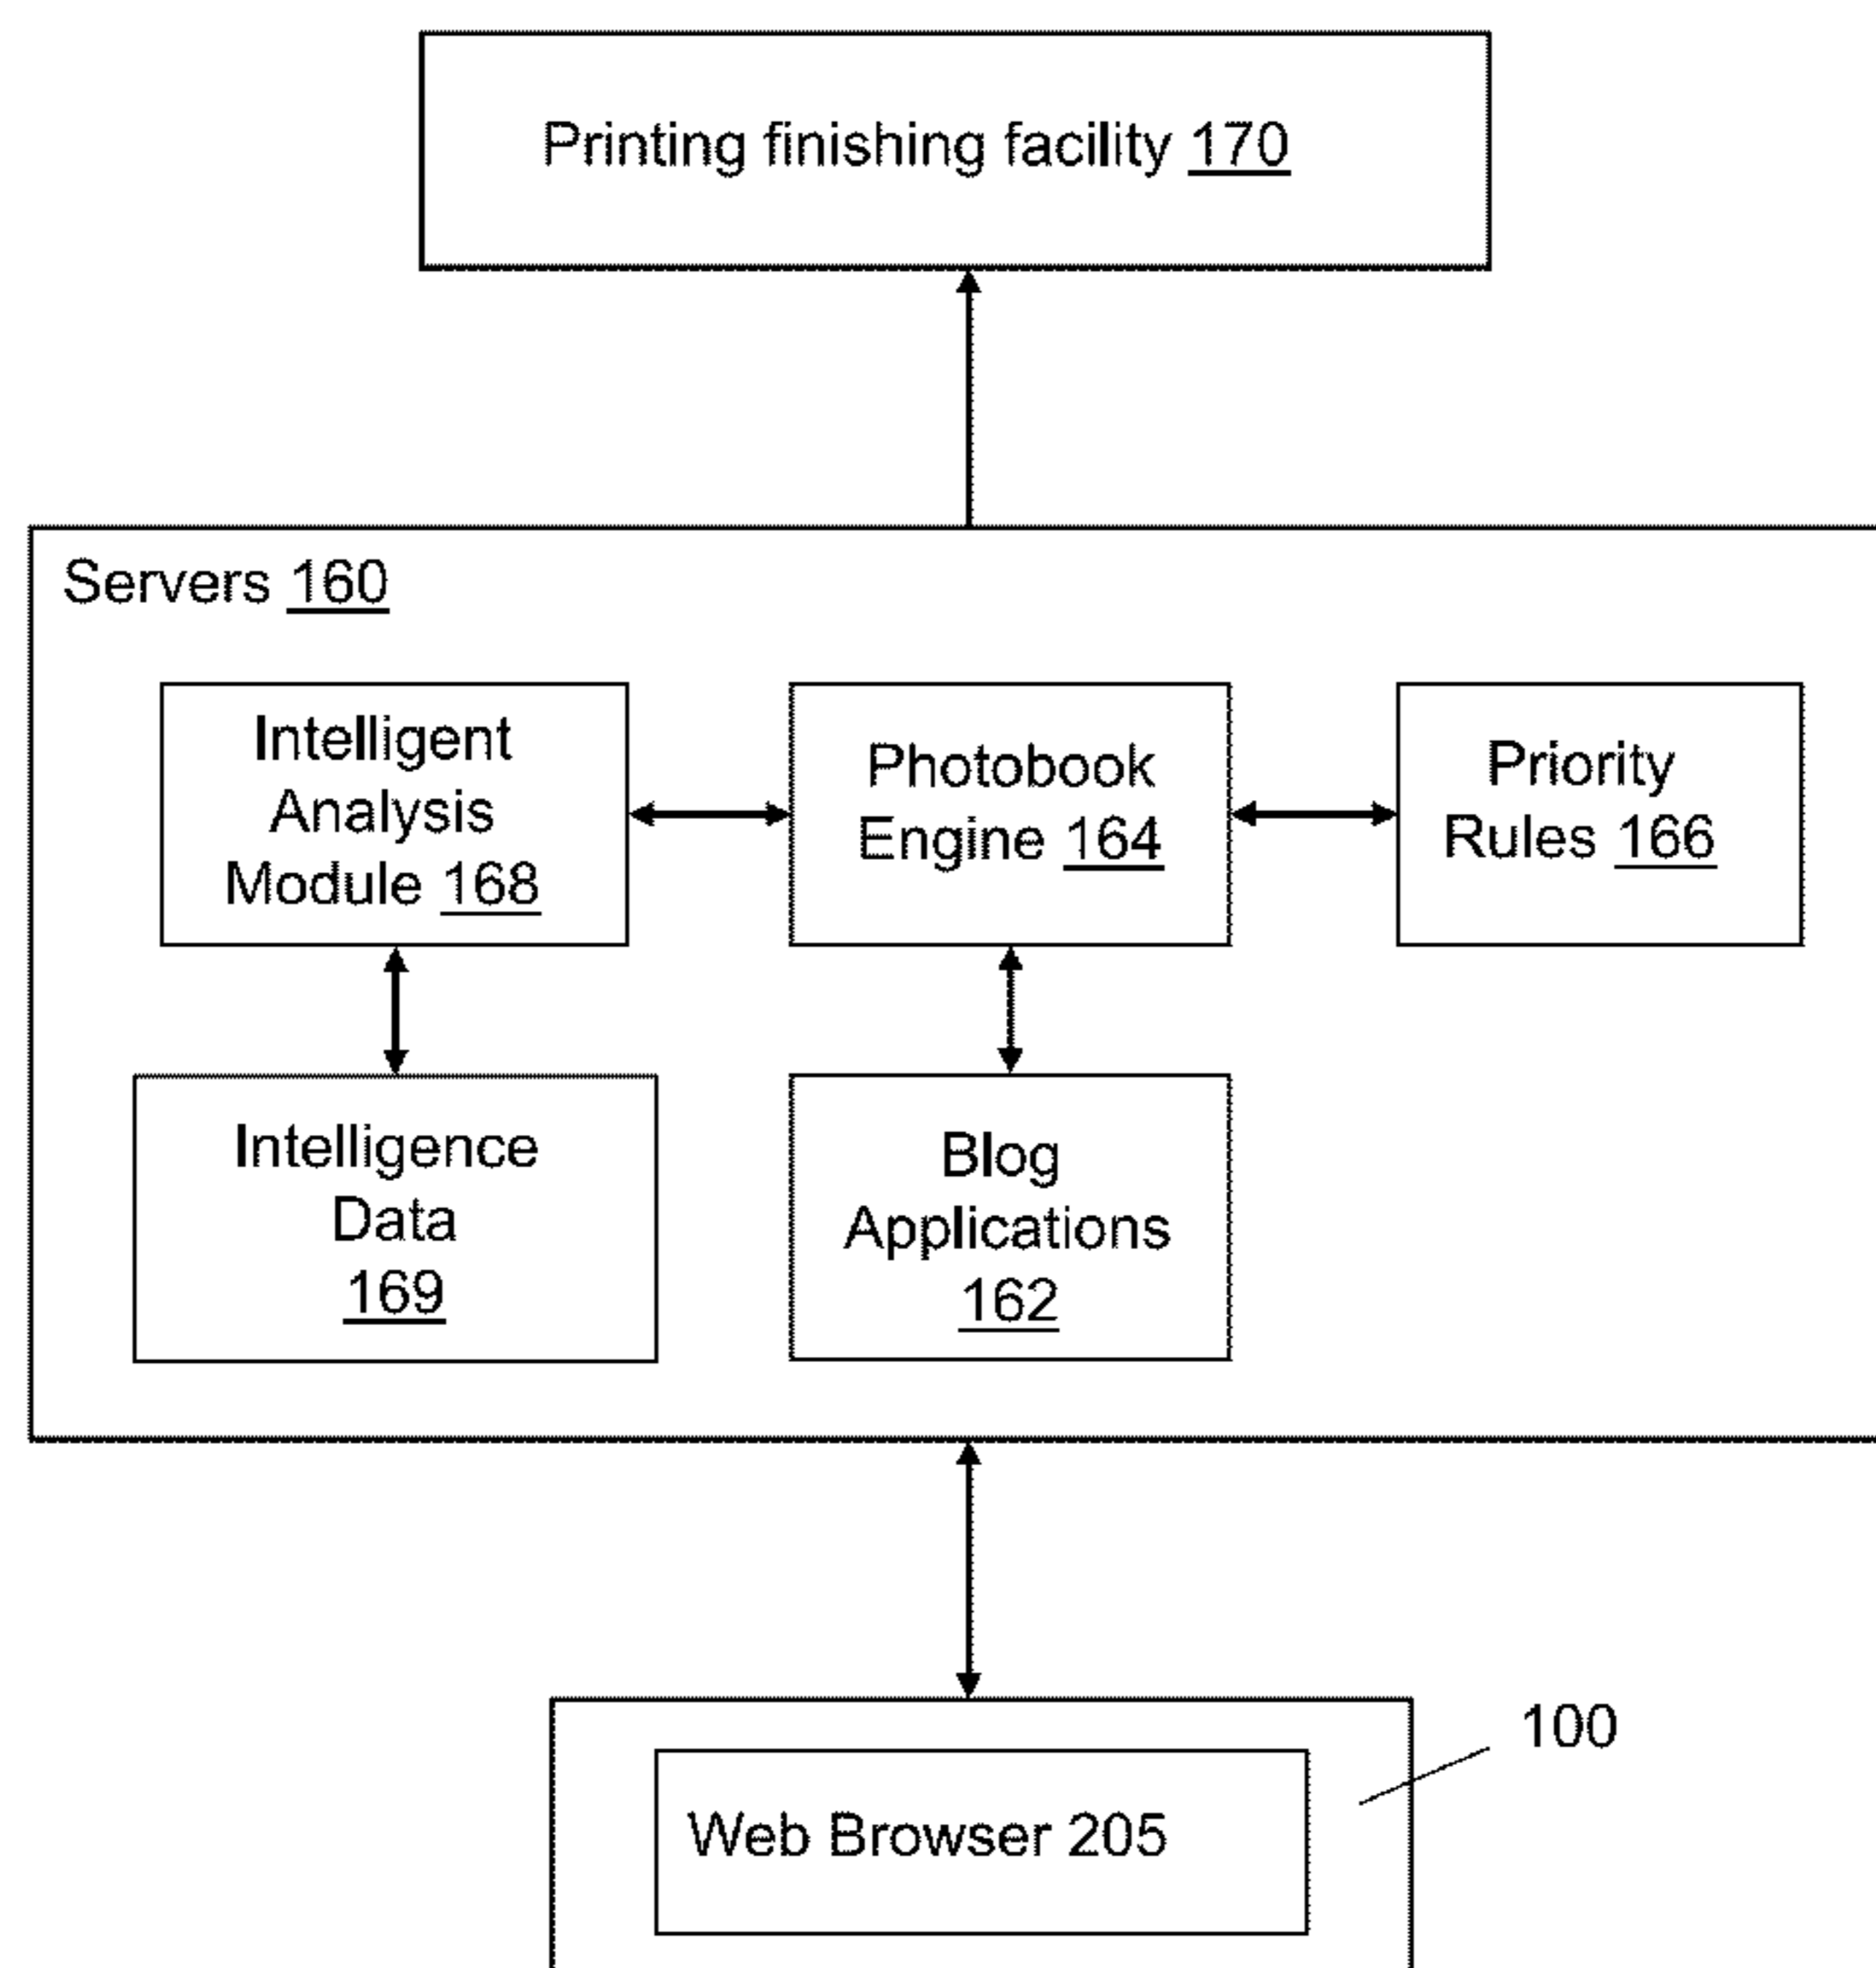 Printing finishing facility 170
Servers 160
Intelligent
Analysis
Module 168
Photobook
Engine 164
Priority
Rules 166
Intelligence
Data
169
Blog
Applications
162
100
Web Browser 205